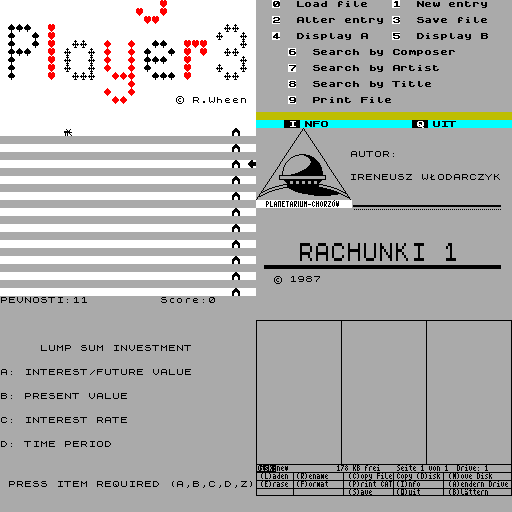 Player3
© R.Wheen
0 Load file 1 New entry
2 Alter entry 3 Save file
4 Display A 5 Display B
6 Search by Composer
7 Search by Artist
8 Search by Title
9 Print File
I NFO Q UIT
PEVNOSTI:11 Score:0
AUTOR:
IRENEUSZ WŁODARCZYK
PLANETARIUM-CHORZÓW
RACHUNKI 1
© 1987
LUMP SUM INVESTMENT
A: INTEREST/FUTURE VALUE
B: PRESENT VALUE
C: INTEREST RATE
D: TIME PERIOD
PRESS ITEM REQUIRED (A,B,C,D,Z)
Disk:new 178 KB frei Seite 1 von 1 Drive: 1
(L)aden (R)ename (C)opy File Copy (D)isk (M)ove Disk
(E)rase (F)ormat (P)rint CAT (I)nfo (A)endern Drive
(S)ave (Q)uit (B)lättern